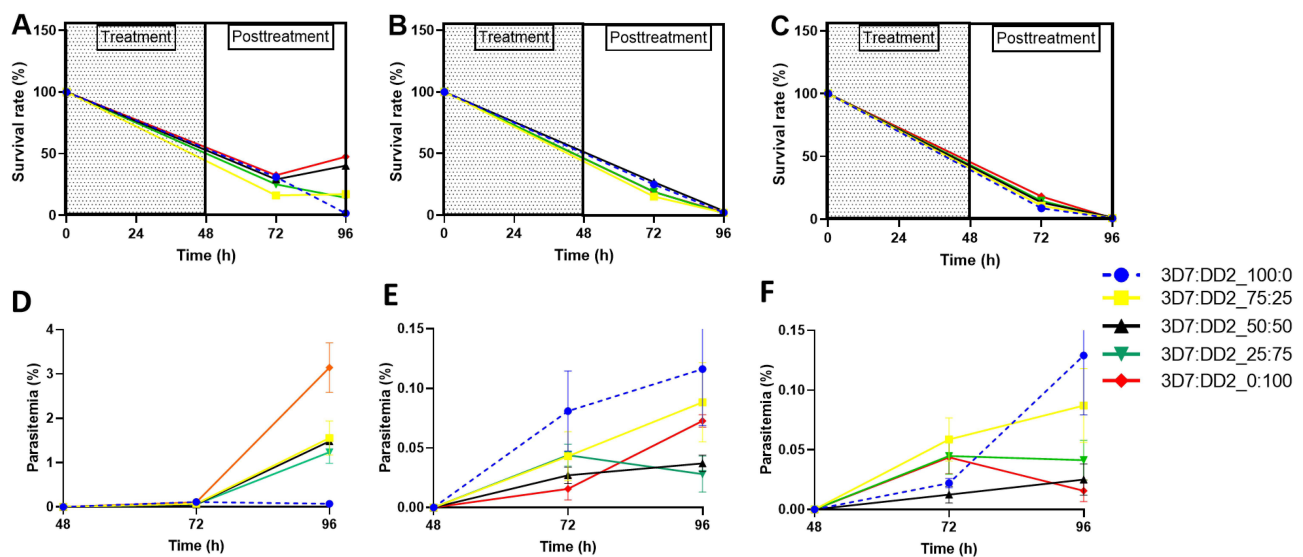 A
Survival rate (%)
150
100
50
0
Treatment
Posttreatment
0 24 48 72 96
Time (h)
B
Survival rate (%)
150
100
50
0
Treatment
Posttreatment
0 24 48 72 96
Time (h)
C
Survival rate (%)
150
100
50
0
Treatment
Posttreatment
0 24 48 72 96
Time (h)
D
Parasitemia (%)
4
3
2
1
0
48 72 96
Time (h)
E
Parasitemia (%)
0.15
0.10
0.05
0.00
48 72 96
Time (h)
F
Parasitemia (%)
0.15
0.10
0.05
0.00
48 72 96
Time (h)
3D7:DD2_100:0
3D7:DD2_75:25
3D7:DD2_50:50
3D7:DD2_25:75
3D7:DD2_0:100